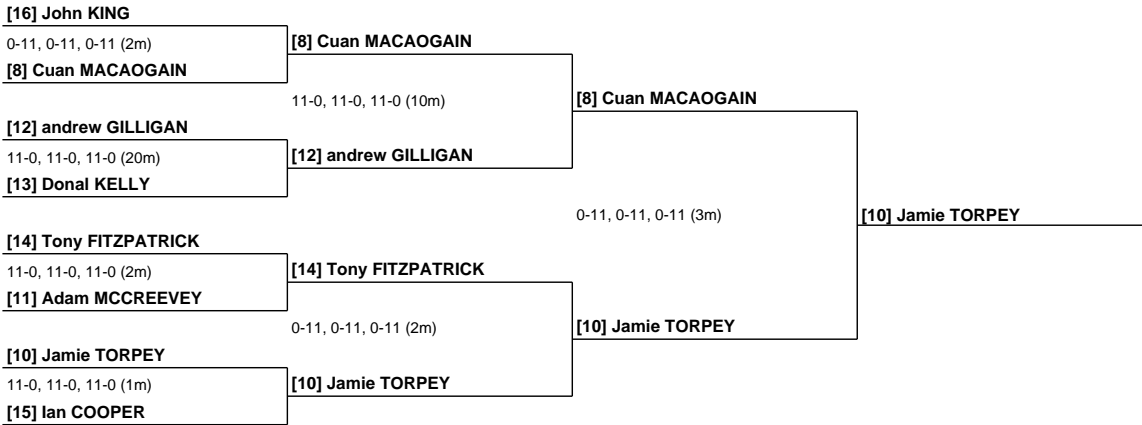 [16] John KING
0-11, 0-11, 0-11 (2m)
[8] Cuan MACAOGAIN
[8] Cuan MACAOGAIN
11-0, 11-0, 11-0 (10m)
[8] Cuan MACAOGAIN
[12] andrew GILLIGAN
11-0, 11-0, 11-0 (20m)
[12] andrew GILLIGAN
[13] Donal KELLY
0-11, 0-11, 0-11 (3m)
[10] Jamie TORPEY
[14] Tony FITZPATRICK
11-0, 11-0, 11-0 (2m)
[14] Tony FITZPATRICK
[11] Adam MCCREEVEY
0-11, 0-11, 0-11 (2m)
[10] Jamie TORPEY
[10] Jamie TORPEY
11-0, 11-0, 11-0 (1m)
[10] Jamie TORPEY
[15] Ian COOPER